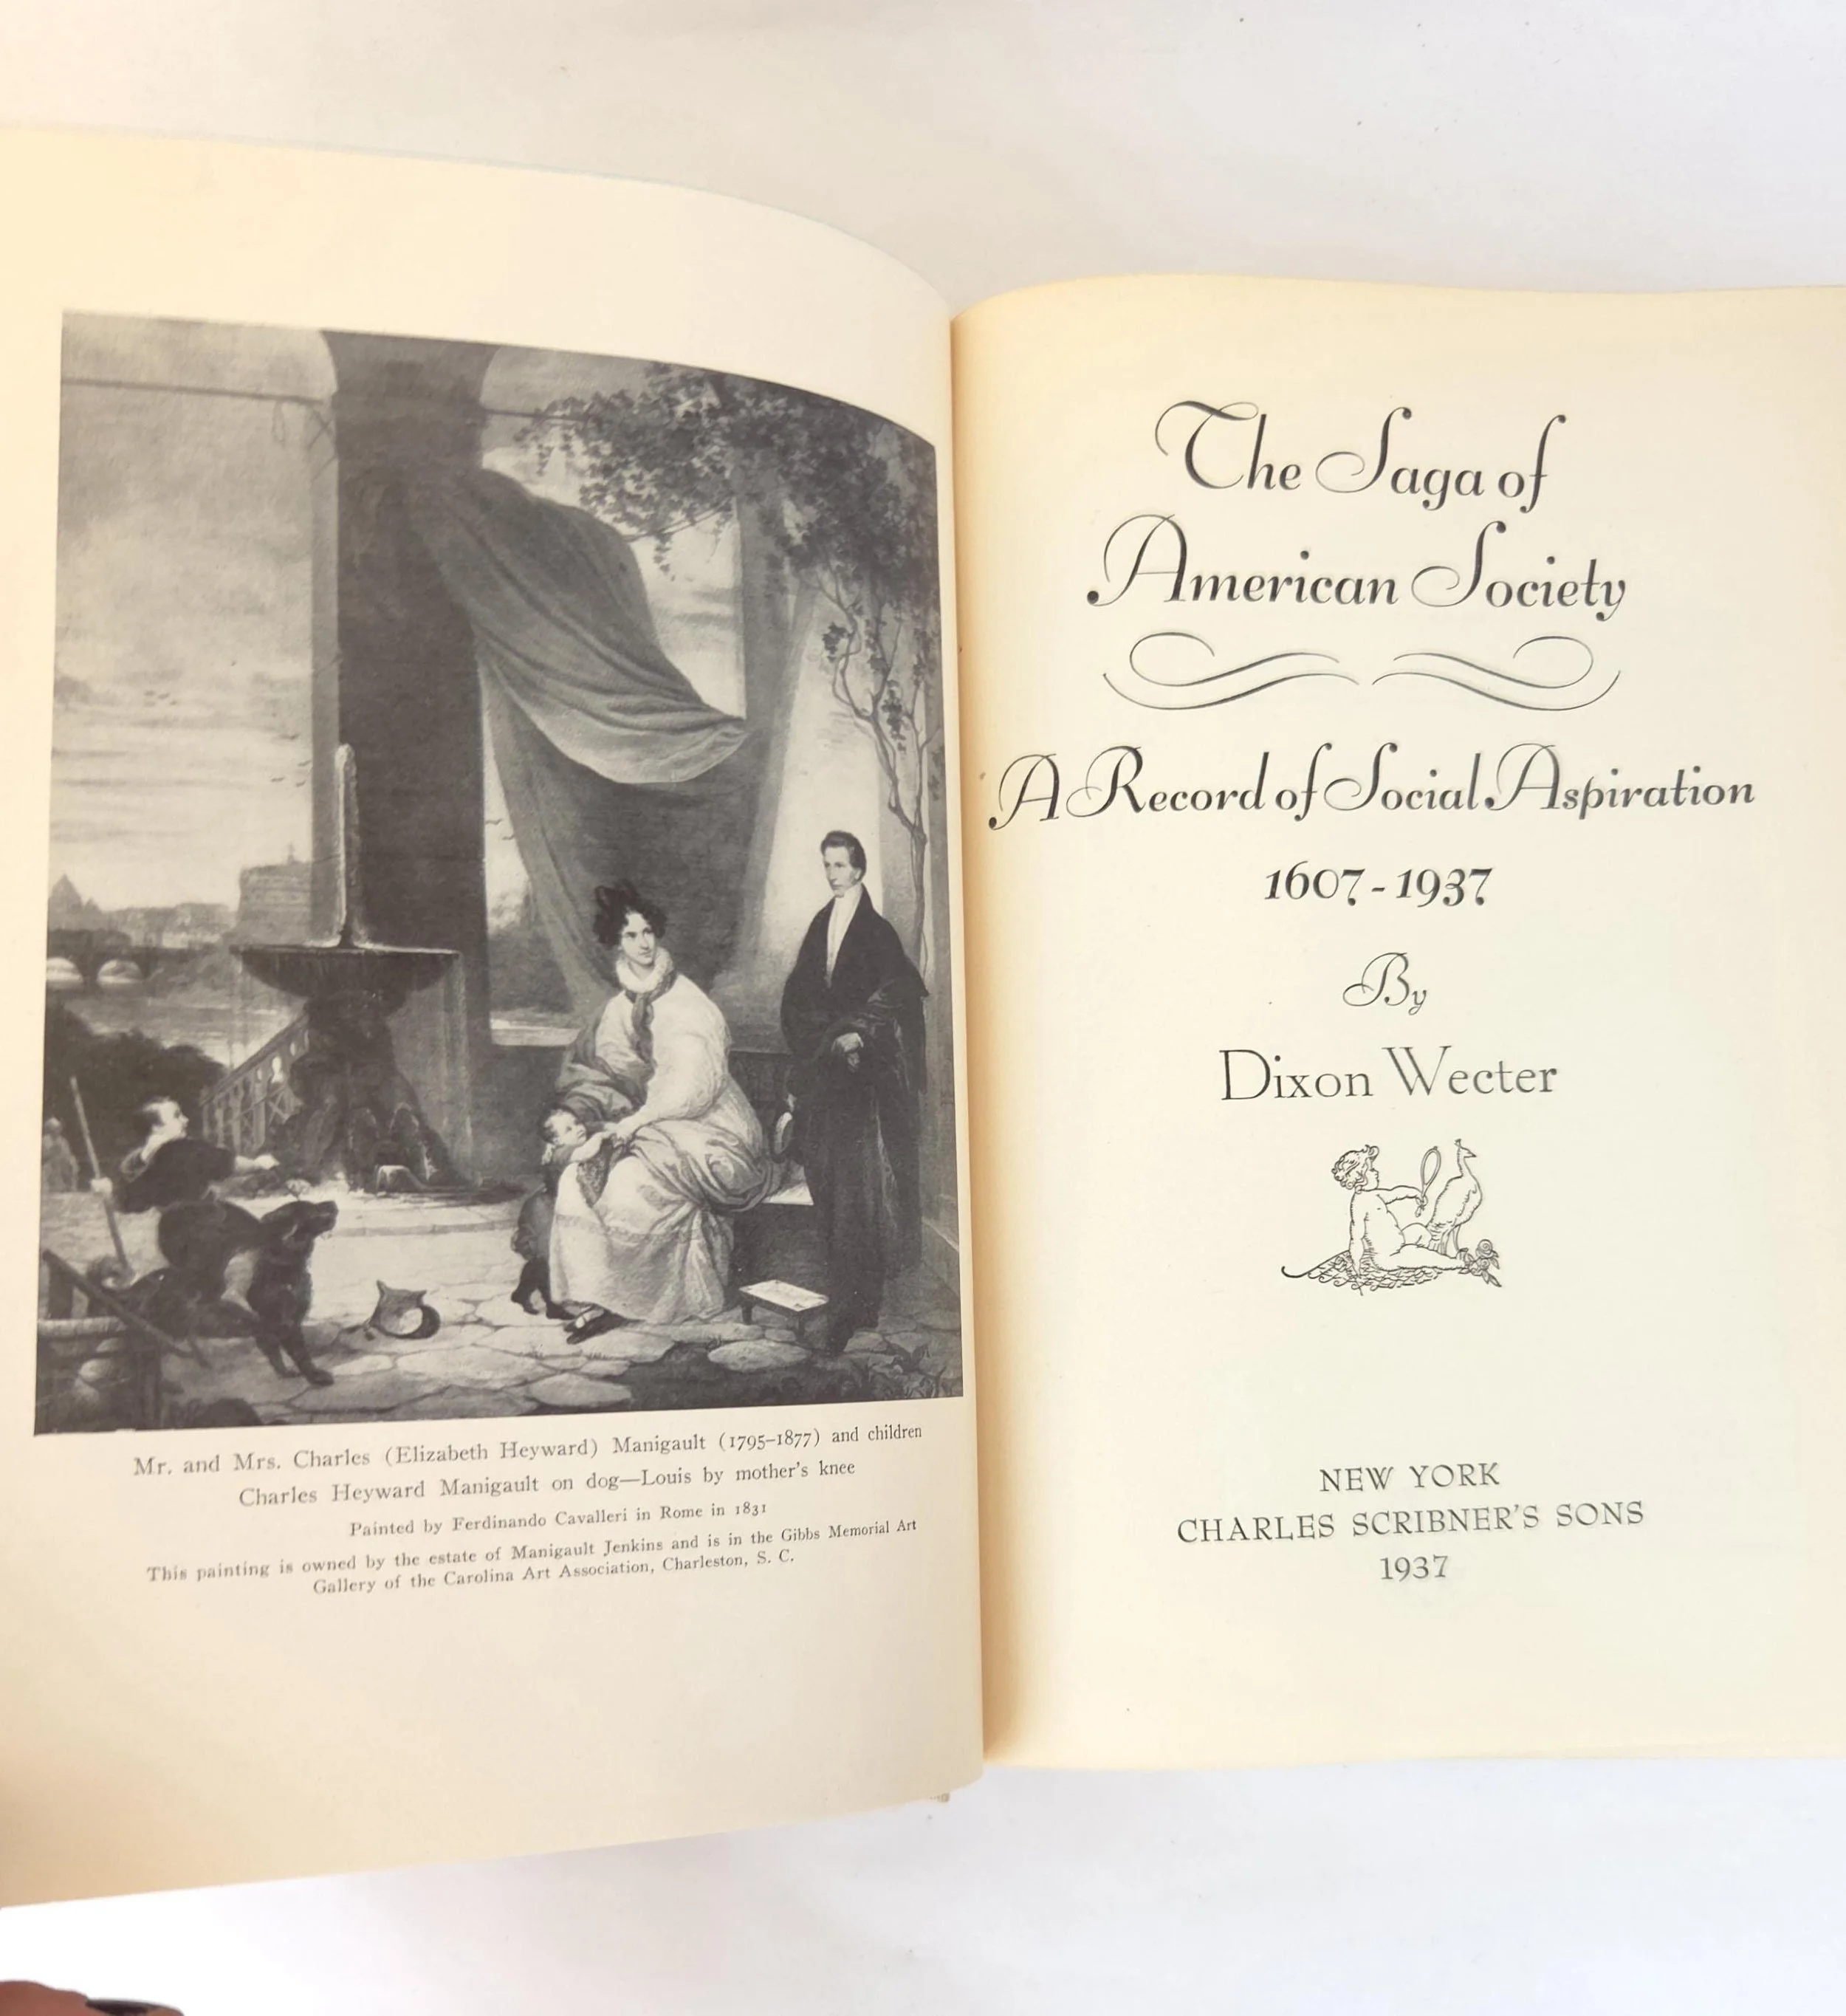 Mr. and Mrs. Charles (Elizabeth Heyward) Manigault (1795–1877) and children
Charles Heyward Manigault on dog—Louis by mother's knee
Painted by Ferdinando Cavalleri in Rome in 1831
This painting is owned by the estate of Manigault Jenkins and is in the Gibbs Memorial Art
Gallery of the Carolina Art Association, Charleston, S. C.
The Saga of
American Society
A Record of Social Aspiration
1607-1937
By
Dixon Wecter
NEW YORK
CHARLES SCRIBNER'S SONS
1937